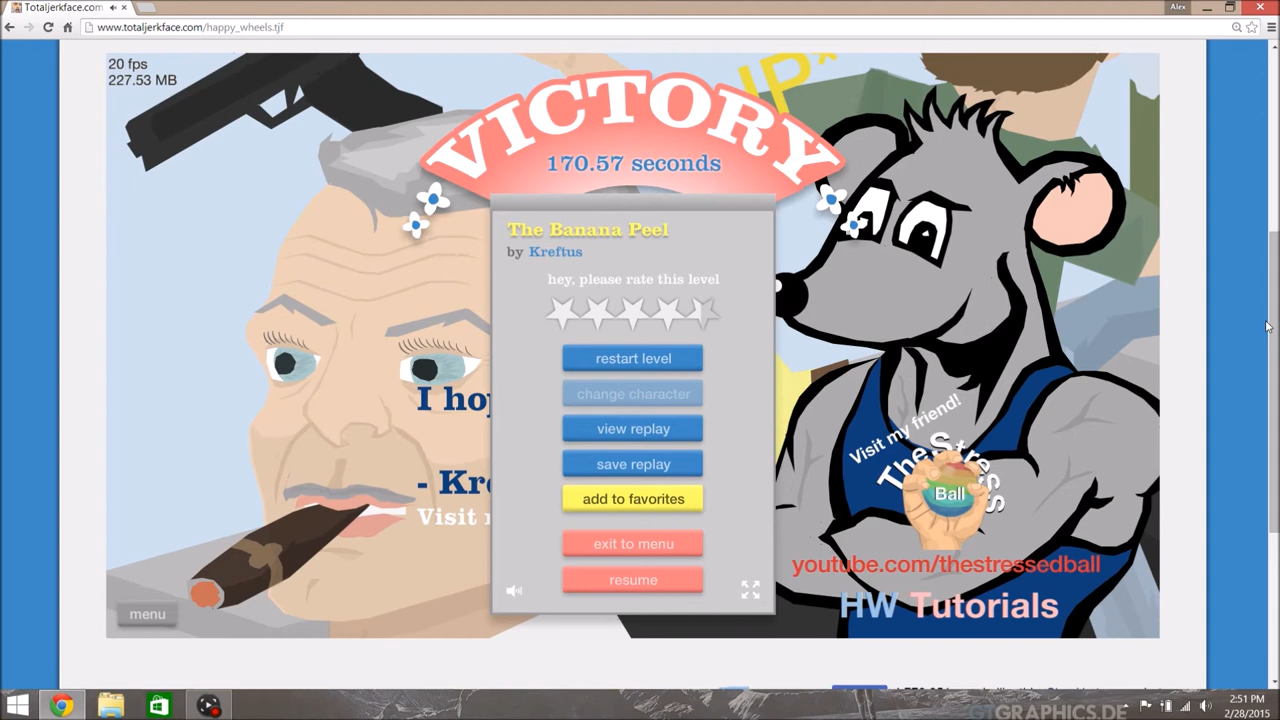 Totaljerkface.com
Alex
www.totaljerkface.com/happy_wheels.tjf
20 fps
227.53 MB
VICTORY
170.57 seconds
The Banana Peel
by Kreftus
hey, please rate this level
restart level
change character
view replay
save replay
add to favorites
exit to menu
resume
I ho
- Kre
Visit
menu
Visit my friend!
TheStress
Ball
youtube.com/thestressedball
HW Tutorials
2:51 PM
2/28/2015
GTGRAPHICS.DE